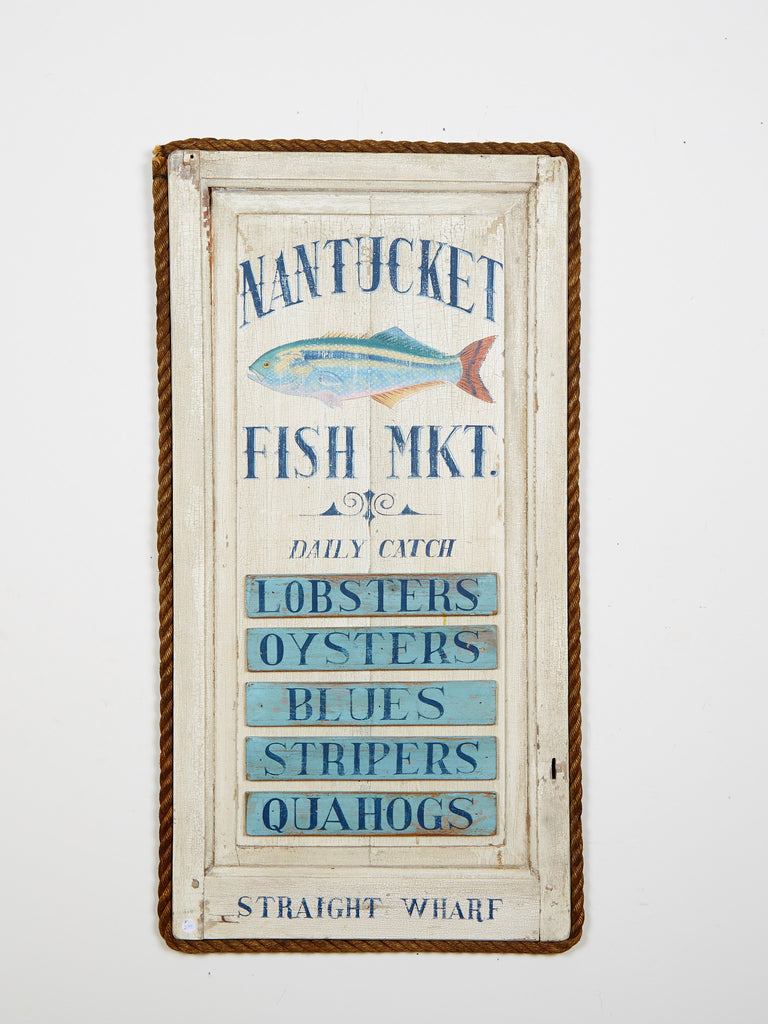 NANTUCKET
FISH MKT.
DAILY CATCH
LOBSTERS
OYSTERS
BLUES
STRIPERS
QUAHOGS
STRAIGHT WHARF